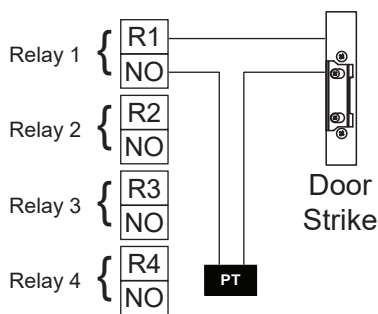 Relay 1
R1
NO
Relay 2
R2
NO
Relay 3
R3
NO
Relay 4
R4
NO
PT
Door
Strike